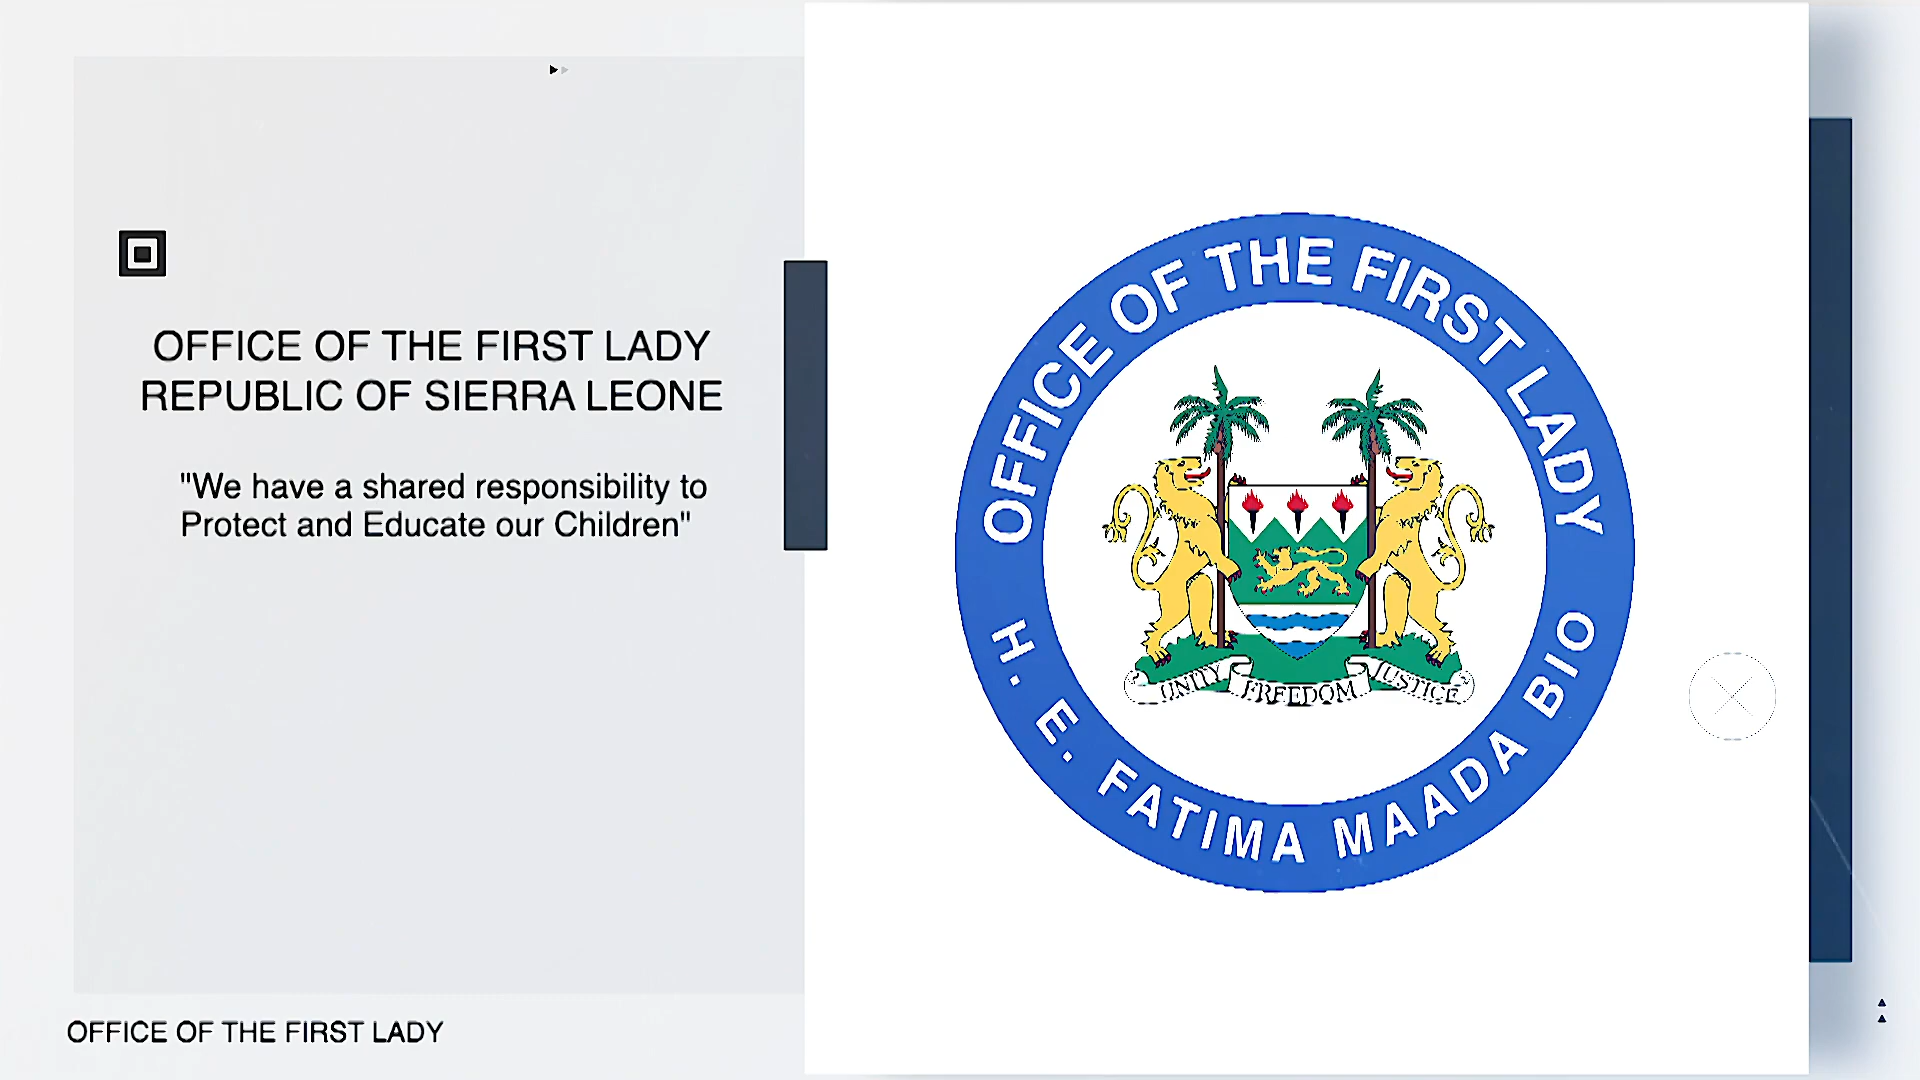 OFFICE OF THE FIRST LADY
REPUBLIC OF SIERRA LEONE
"We have a shared responsibility to
Protect and Educate our Children"
OFFICE OF THE FIRST LADY
OFFICE OF THE FIRST LADY
H. E. FATIMA MAADA BIO
UNITY FREEDOM JUSTICE